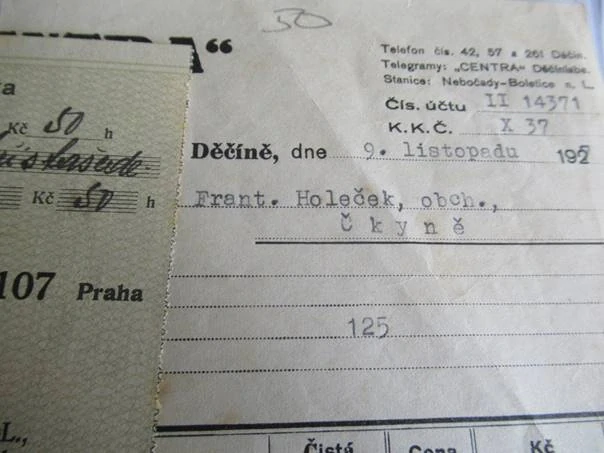 50
“
Telefon čís. 42, 57 a 261 Děčín.
Telegramy: „CENTRA“ Děčínlabe.
Stanice: Nebočady-Boletice n. L.
Čís. účtu II 14371
K. K. Č. X 37
Kč 50 h
Kč 50 h
107 Praha
Děčíně, dne 9. listopadu 192
Frant. Holeček, obch.,
Čkyně
125
Čistá Cena Kč